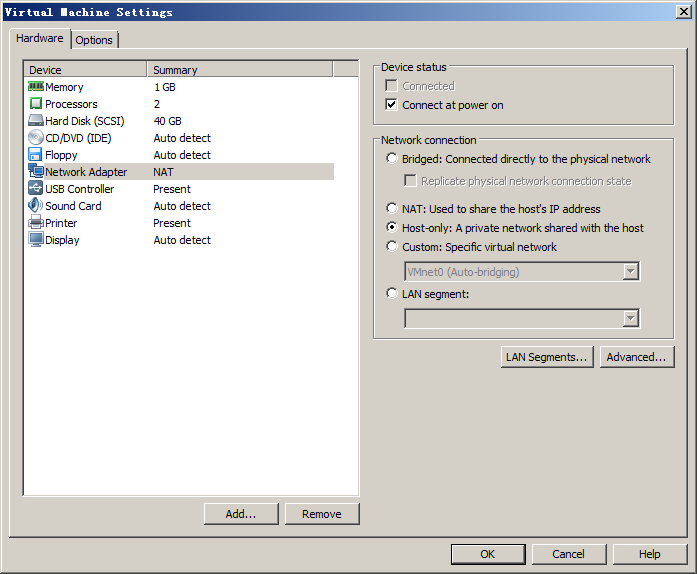 Virtual Machine Settings
Hardware
Options
Device Summary
Memory 1 GB
Processors 2
Hard Disk (SCSI) 40 GB
CD/DVD (IDE) Auto detect
Floppy Auto detect
Network Adapter NAT
USB Controller Present
Sound Card Auto detect
Printer Present
Display Auto detect
Add...
Remove
Device status
Connected
Connect at power on
Network connection
Bridged: Connected directly to the physical network
Replicate physical network connection state
NAT: Used to share the host's IP address
Host-only: A private network shared with the host
Custom: Specific virtual network
VMnet0 (Auto-bridging)
LAN segment:
LAN Segments...
Advanced...
OK
Cancel
Help